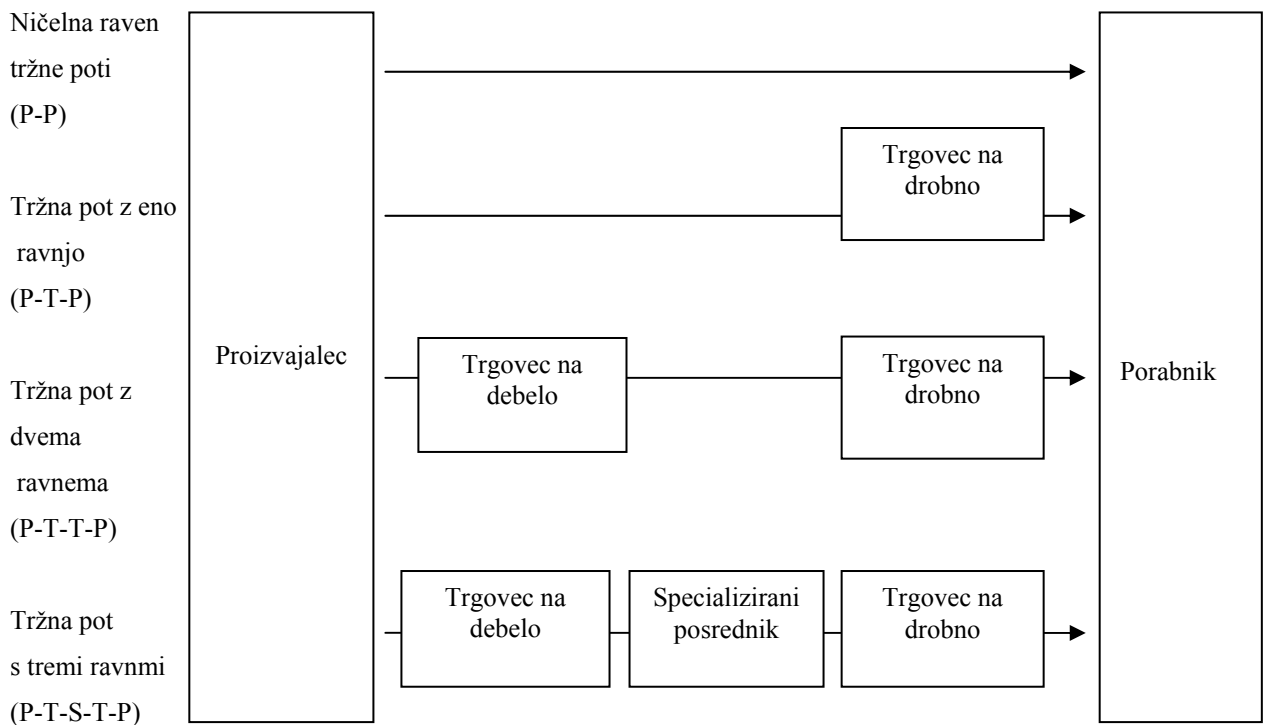 Ničelna raven
tržne poti
(P-P)
Trgovec na
drobno
Tržna pot z eno
ravnjo
(P-T-P)
Proizvajalec
Trgovec na
debelo
Trgovec na
drobno
Porabnik
Tržna pot z
dvema
ravnema
(P-T-T-P)
Trgovec na
debelo
Specializirani
posrednik
Trgovec na
drobno
Tržna pot
s tremi ravnmi
(P-T-S-T-P)